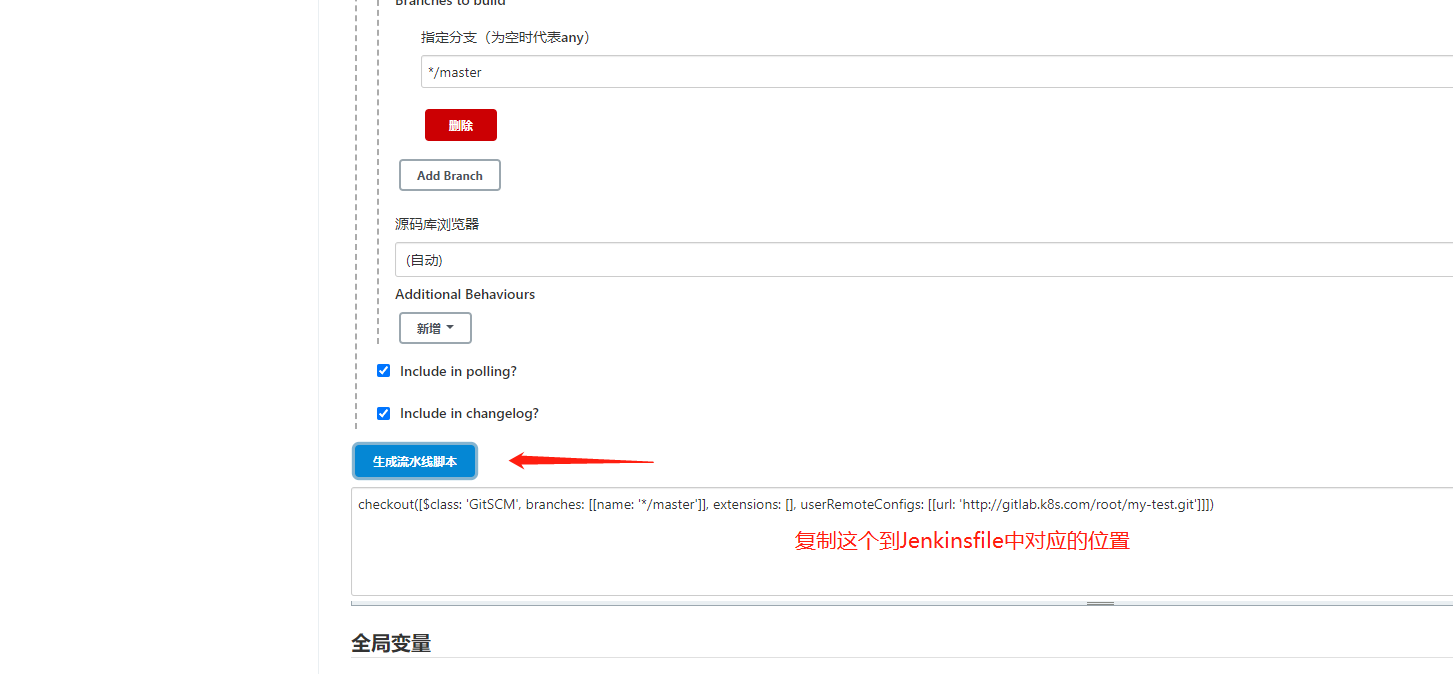 Branches to build
指定分支（为空时代表any）
*/master
删除
Add Branch
源码库浏览器
(自动)
Additional Behaviours
新增
Include in polling?
Include in changelog?
生成流水线脚本
checkout([$class: 'GitSCM', branches: [[name: '*/master']], extensions: [], userRemoteConfigs: [[url: 'http://gitlab.k8s.com/root/my-test.git']]])
复制这个到Jenkinsfile中对应的位置
全局变量